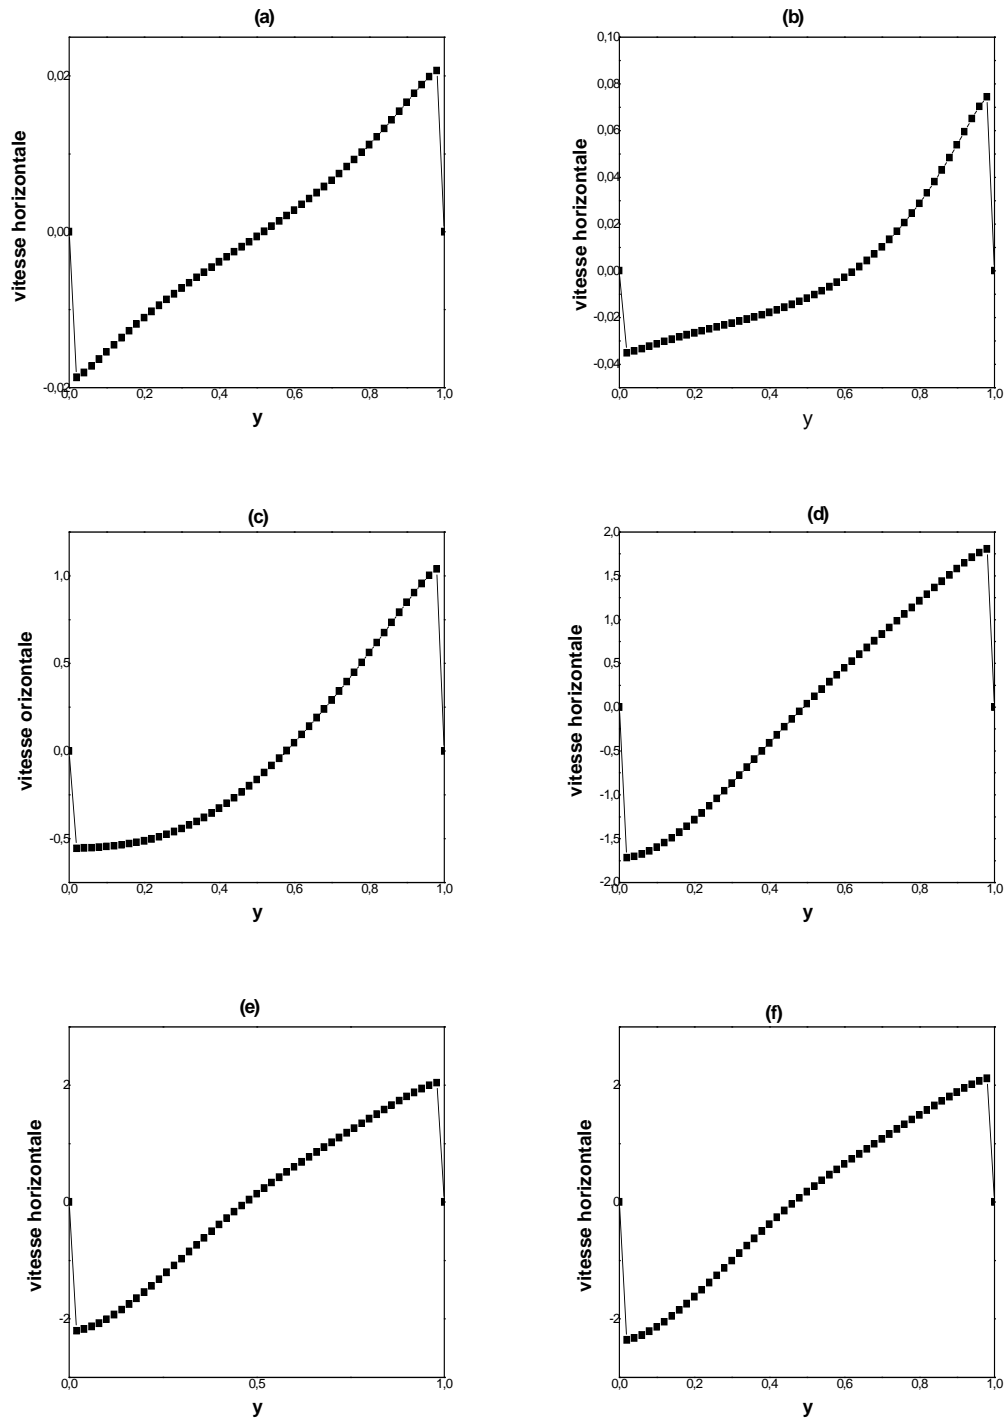 (a)
vitesse horizontale
0,02
0,00
-0,02
0,0 0,2 0,4 0,6 0,8 1,0
y
(b)
vitesse horizontale
0,10
0,08
0,06
0,04
0,02
0,00
-0,02
-0,04
0,0 0,2 0,4 0,6 0,8 1,0
y
(c)
vitesse orizontale
1,0
0,5
0,0
-0,5
0,0 0,2 0,4 0,6 0,8 1,0
y
(d)
vitesse horizontale
2,0
1,5
1,0
0,5
0,0
-0,5
-1,0
-1,5
-2,0
0,0 0,2 0,4 0,6 0,8 1,0
y
(e)
vitesse horizontale
2
0
-2
0,0 0,5 1,0
y
(f)
vitesse horizontale
2
0
-2
0,0 0,2 0,4 0,6 0,8 1,0
y